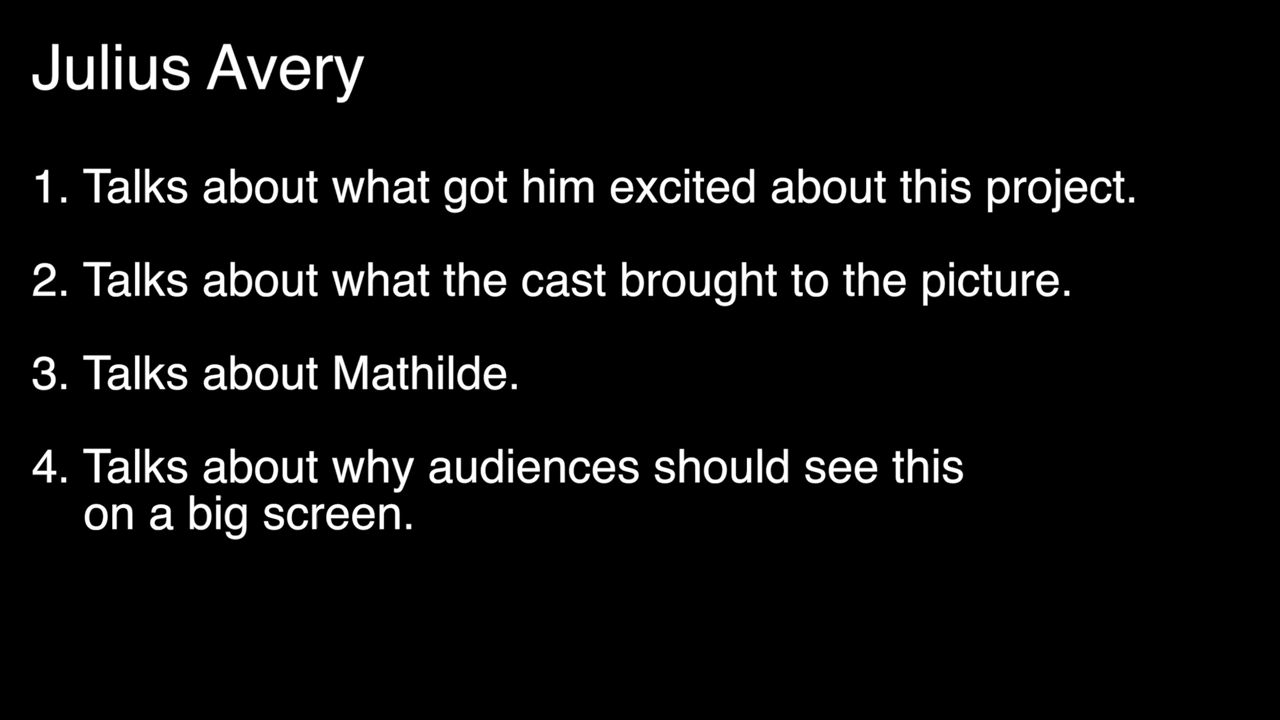 Julius Avery
1. Talks about what got him excited about this project.
2. Talks about what the cast brought to the picture.
3. Talks about Mathilde.
4. Talks about why audiences should see this
on a big screen.